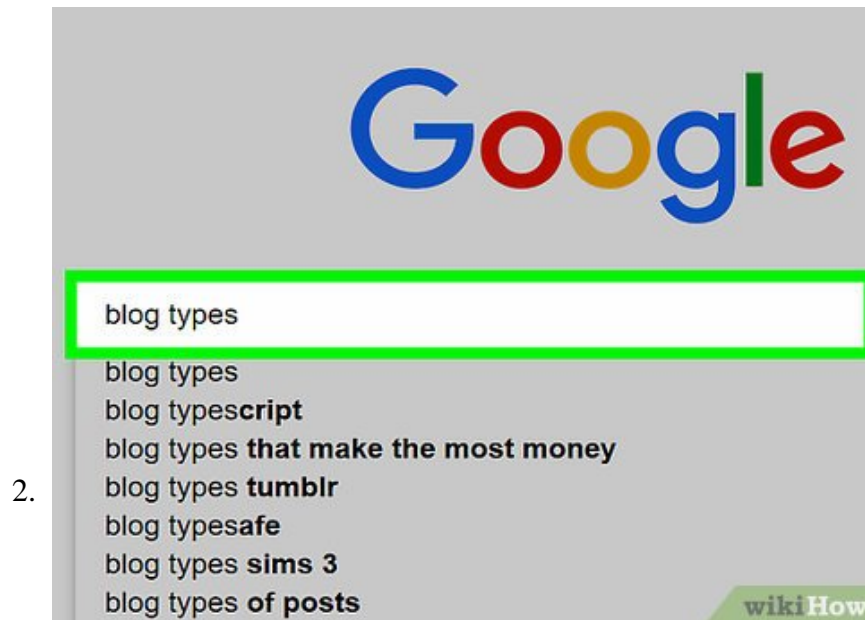 Google
blog types
blog types
blog typescript
blog types that make the most money
2.
blog types tumblr
blog typesafe
blog types sims 3
blog types of posts
wikiHow